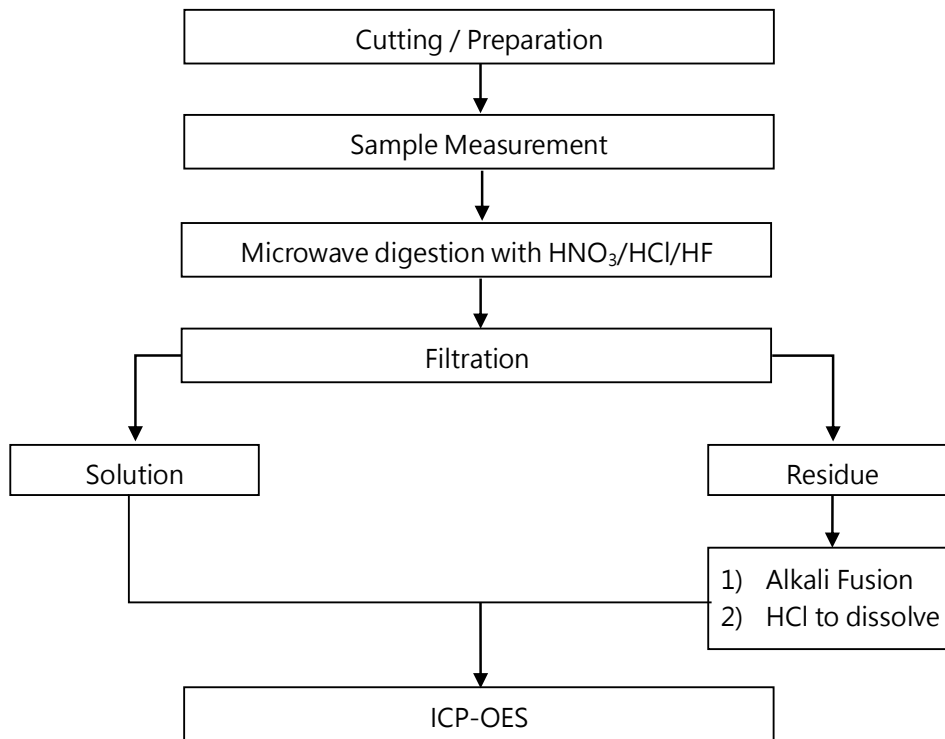 Cutting / Preparation
Sample Measurement
Microwave digestion with HNO₃/HCl/HF
Filtration
Solution
Residue
1) Alkali Fusion
2) HCl to dissolve
ICP-OES